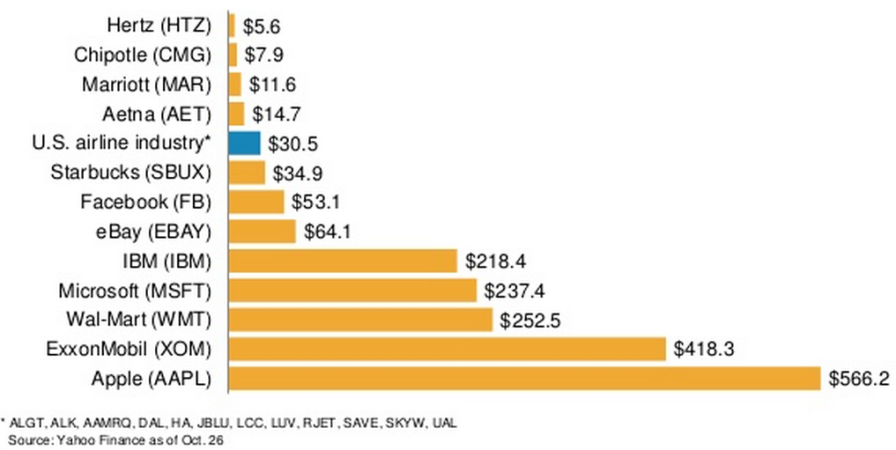 Hertz (HTZ) $5.6
Chipotle (CMG) $7.9
Marriott (MAR) $11.6
Aetna (AET) $14.7
U.S. airline industry* $30.5
Starbucks (SBUX) $34.9
Facebook (FB) $53.1
eBay (EBAY) $64.1
IBM (IBM) $218.4
Microsoft (MSFT) $237.4
Wal-Mart (WMT) $252.5
ExxonMobil (XOM) $418.3
Apple (AAPL) $566.2
* ALGT, ALK, AAMRQ, DAL, HA, JBLU, LCC, LUV, RJET, SAVE, SKYW, UAL
Source: Yahoo Finance as of Oct. 26